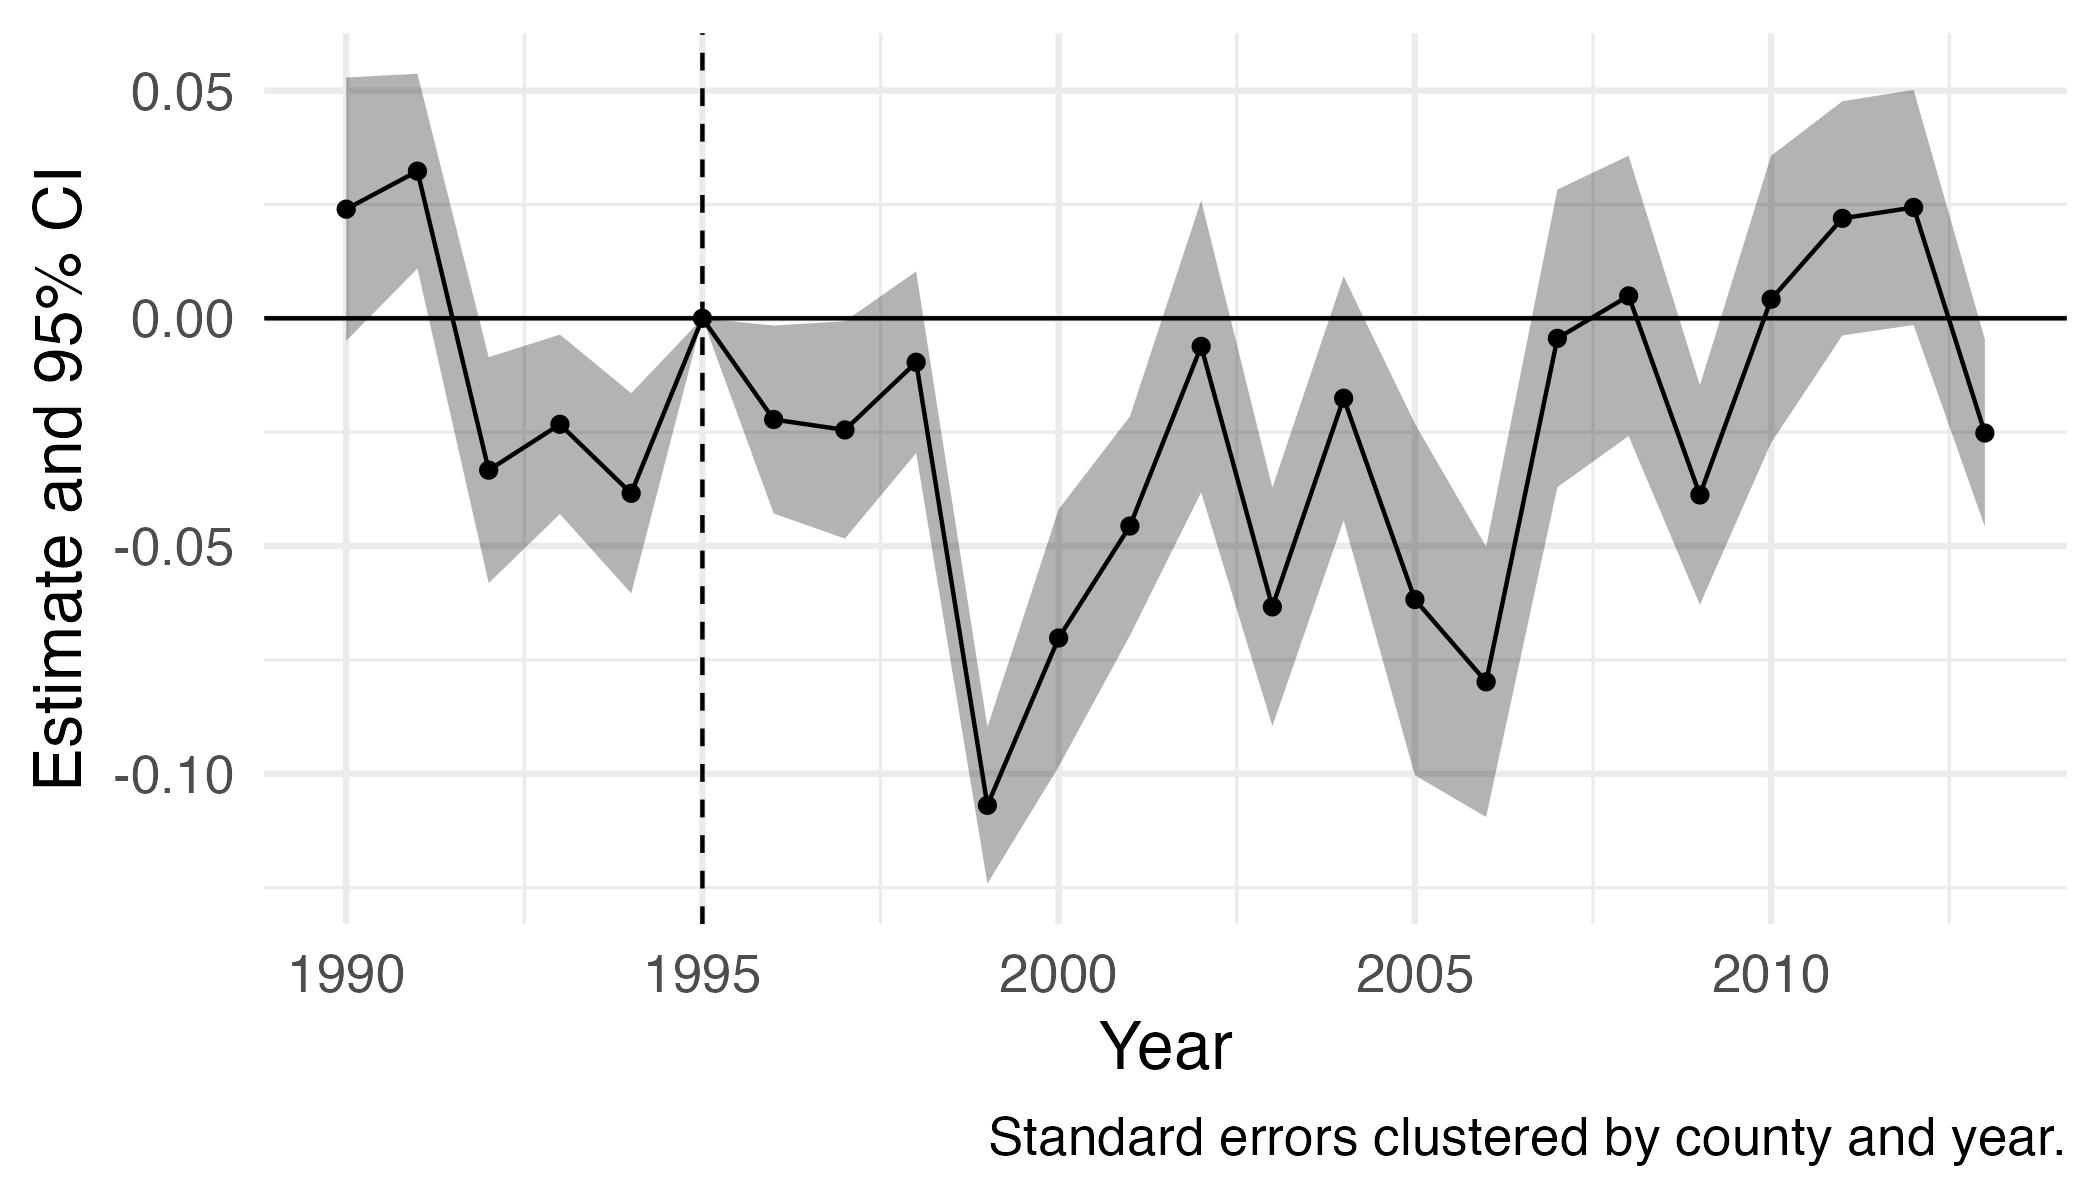 Estimate and 95% CI
0.05
0.00
-0.05
-0.10
1990 1995 2000 2005 2010
Year
Standard errors clustered by county and year.